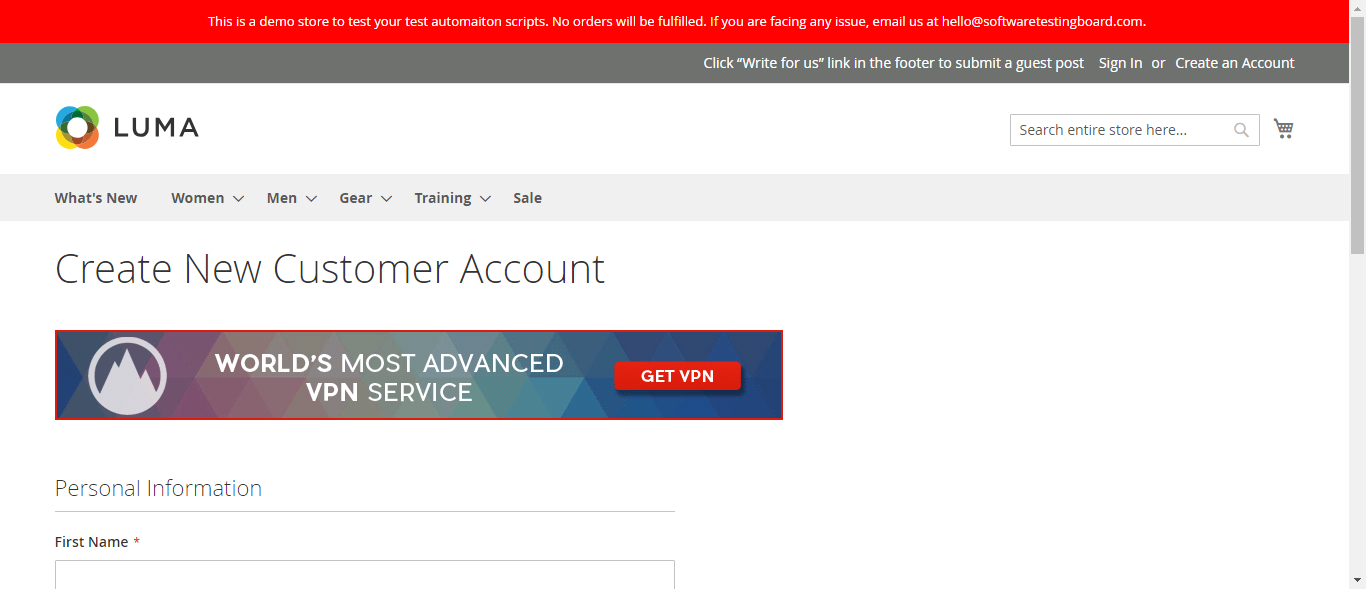 This is a demo store to test your test automaiton scripts. No orders will be fulfilled. If you are facing any issue, email us at hello@softwaretestingboard.com.
Click “Write for us” link in the footer to submit a guest post Sign In or Create an Account
LUMA
Search entire store here...
What's New Women Men Gear Training Sale
Create New Customer Account
WORLD'S MOST ADVANCED
VPN SERVICE
GET VPN
Personal Information
First Name *